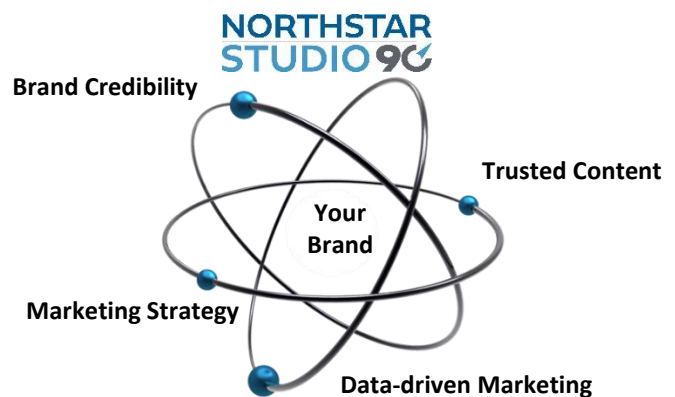 NORTHSTAR
STUDIO 90
Brand Credibility
Trusted Content
Your
Brand
Marketing Strategy
Data-driven Marketing